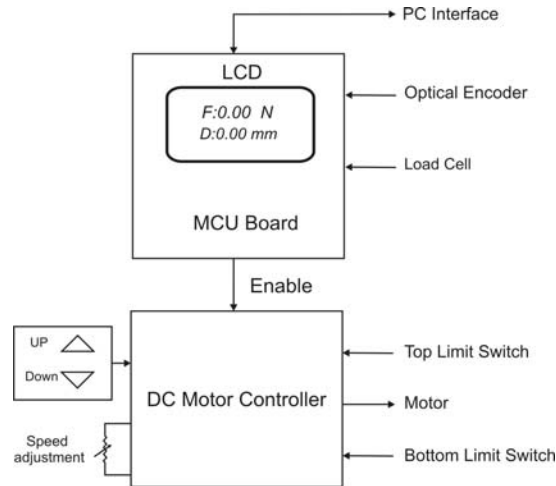 PC Interface
LCD
F:0.00 N
D:0.00 mm
Optical Encoder
Load Cell
MCU Board
Enable
UP
Down
DC Motor Controller
Top Limit Switch
Motor
Bottom Limit Switch
Speed
adjustment